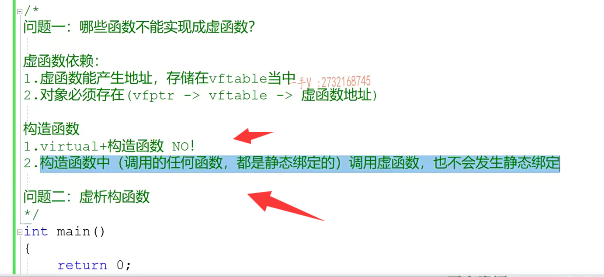 /*
问题一：哪些函数不能实现成虚函数？
虚函数依赖：
1.虚函数能产生地址，存储在vftable当中
2.对象必须存在(vfptr -> vftable -> 虚函数地址)
构造函数
1.virtual+构造函数 NO!
2.构造函数中（调用的任何函数，都是静态绑定的）调用虚函数，也不会发生静态绑定
问题二：虚析构函数
*/
int main()
{
return 0;